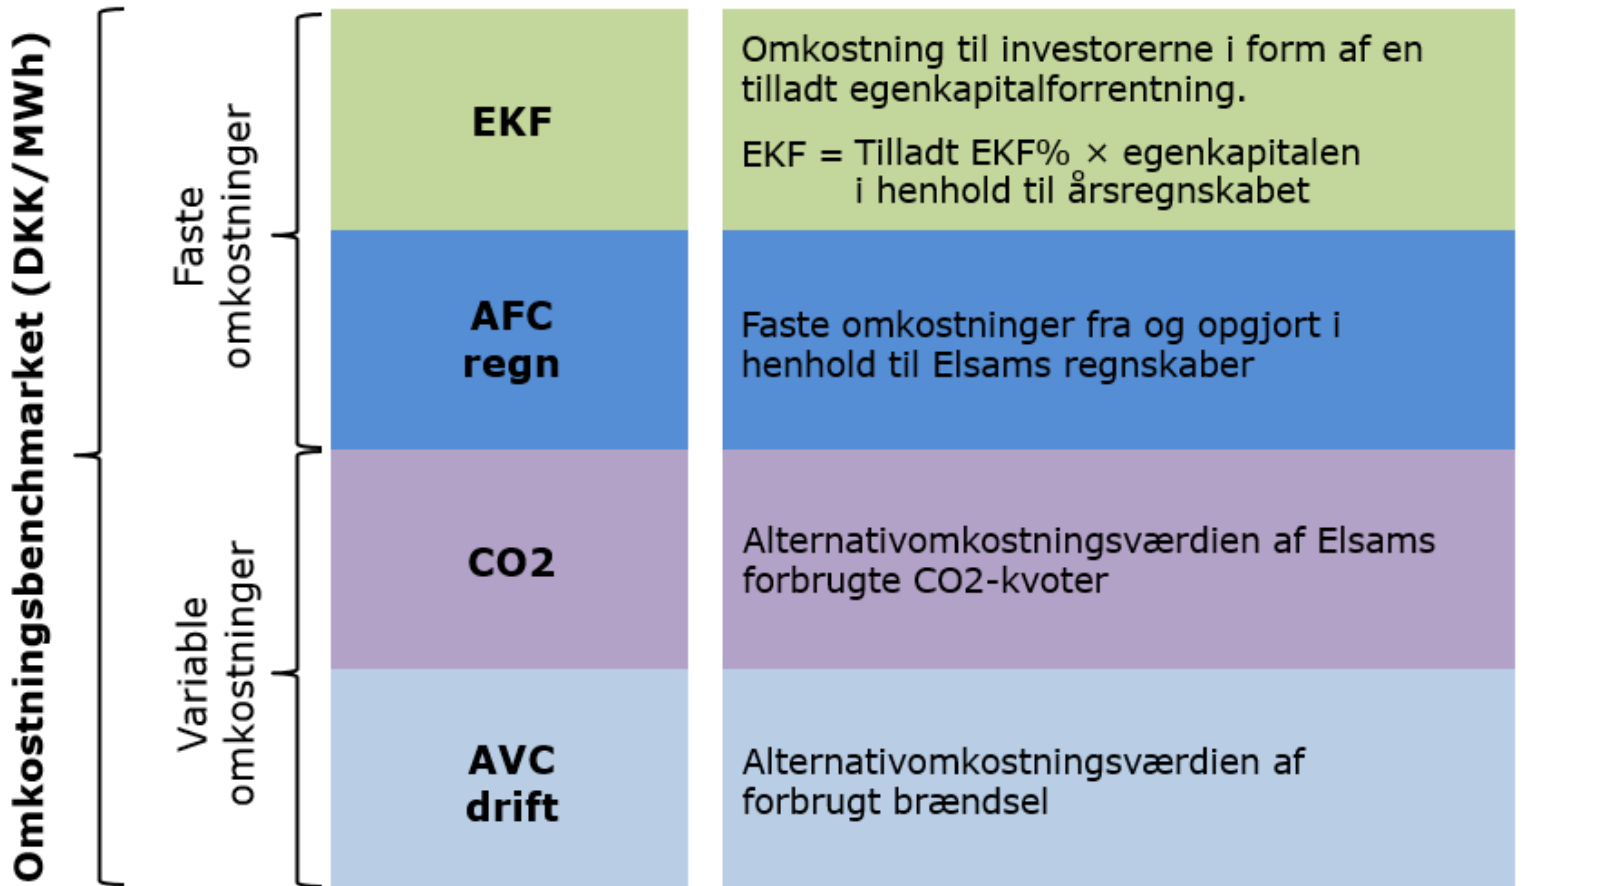 Omkostningsbenchmarket (DKK/MWh)
Faste
omkostninger
EKF
Omkostning til investorerne i form af en
tilladt egenkapitalforrentning.
EKF = Tilladt EKF% × egenkapitalen
i henhold til årsregnskabet
AFC
regn
Faste omkostninger fra og opgjort i
henhold til Elsams regnskaber
Variable
omkostninger
CO2
Alternativomkostningsværdien af Elsams
forbrugte CO2-kvoter
AVC
drift
Alternativomkostningsværdien af
forbrugt brændsel